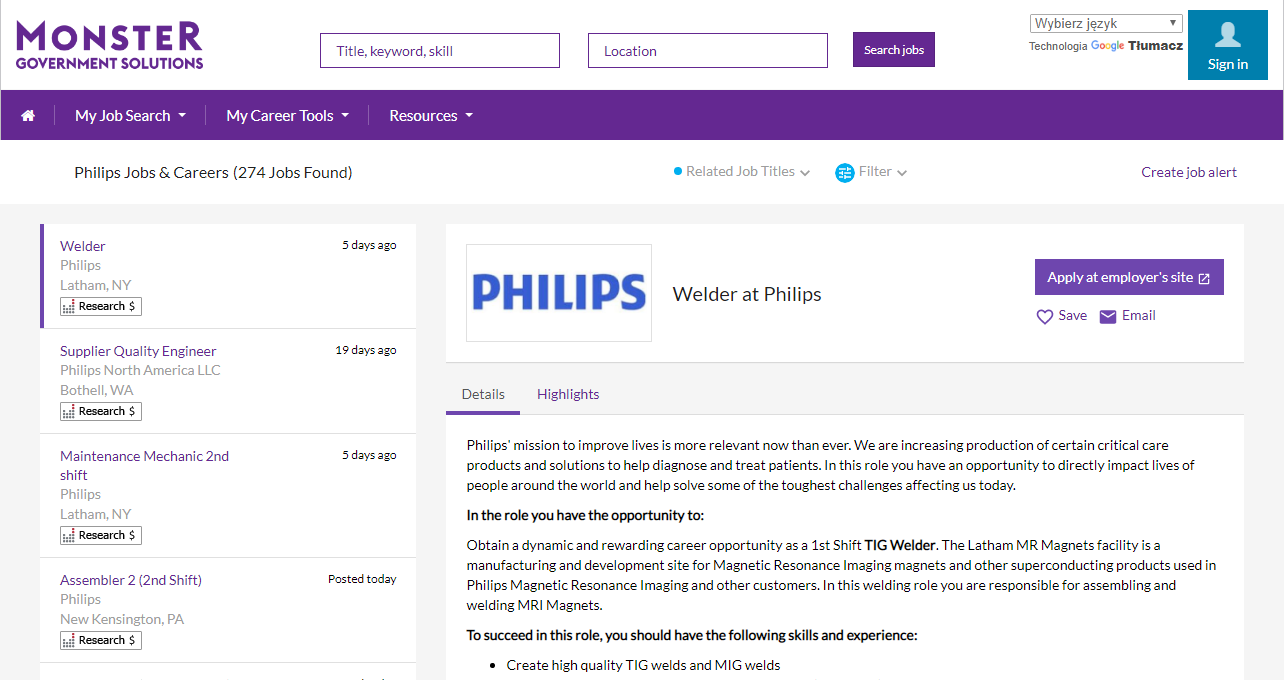 MONSTER
GOVERNMENT SOLUTIONS
Title, keyword, skill
Location
Search jobs
Wybierz język
Technologia Google Tłumacz
Sign in
My Job Search
My Career Tools
Resources
Philips Jobs & Careers (274 Jobs Found)
Related Job Titles
Filter
Create job alert
Welder
5 days ago
Philips
Latham, NY
Research $
Supplier Quality Engineer
19 days ago
Philips North America LLC
Bothell, WA
Research $
Maintenance Mechanic 2nd
shift
5 days ago
Philips
Latham, NY
Research $
Assembler 2 (2nd Shift)
Posted today
Philips
New Kensington, PA
Research $
PHILIPS
Welder at Philips
Apply at employer's site
Save
Email
Details
Highlights
Philips' mission to improve lives is more relevant now than ever. We are increasing production of certain critical care
products and solutions to help diagnose and treat patients. In this role you have an opportunity to directly impact lives of
people around the world and help solve some of the toughest challenges affecting us today.
In the role you have the opportunity to:
Obtain a dynamic and rewarding career opportunity as a 1st Shift TIG Welder. The Latham MR Magnets facility is a
manufacturing and development site for Magnetic Resonance Imaging magnets and other superconducting products used in
Philips Magnetic Resonance Imaging and other customers. In this welding role you are responsible for assembling and
welding MRI Magnets.
To succeed in this role, you should have the following skills and experience:
• Create high quality TIG welds and MIG welds